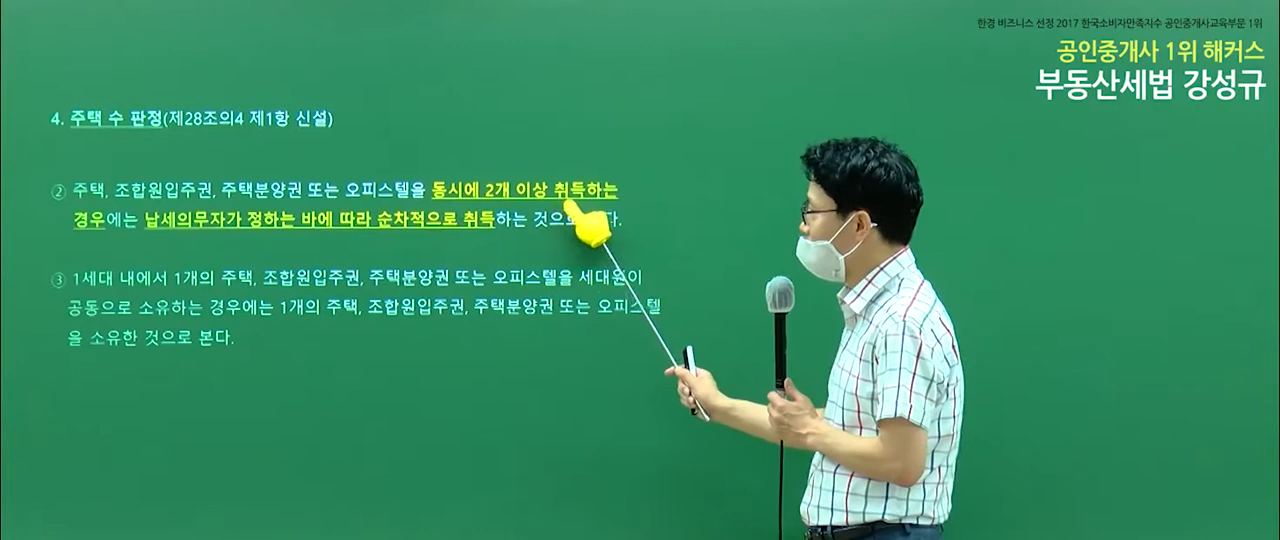 한경 비즈니스 선정 2017 한국소비자만족지수 공인중개사교육부문 1위
공인중개사 1위 해커스
부동산세법 강성규
4. 주택 수 판정(제28조의4 제1항 신설)
② 주택, 조합원입주권, 주택분양권 또는 오피스텔을 동시에 2개 이상 취득하는
경우에는 납세의무자가 정하는 바에 따라 순차적으로 취득하는 것으로 다.
③ 1세대 내에서 1개의 주택, 조합원입주권, 주택분양권 또는 오피스텔을 세대원이
공동으로 소유하는 경우에는 1개의 주택, 조합원입주권, 주택분양권 또는 오피스텔
을 소유한 것으로 본다.